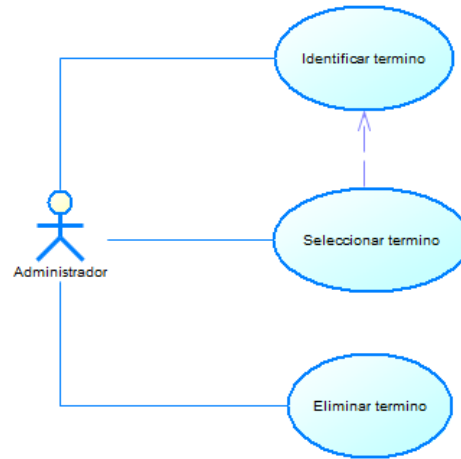 Identificar termino
Seleccionar termino
Administrador
Eliminar termino